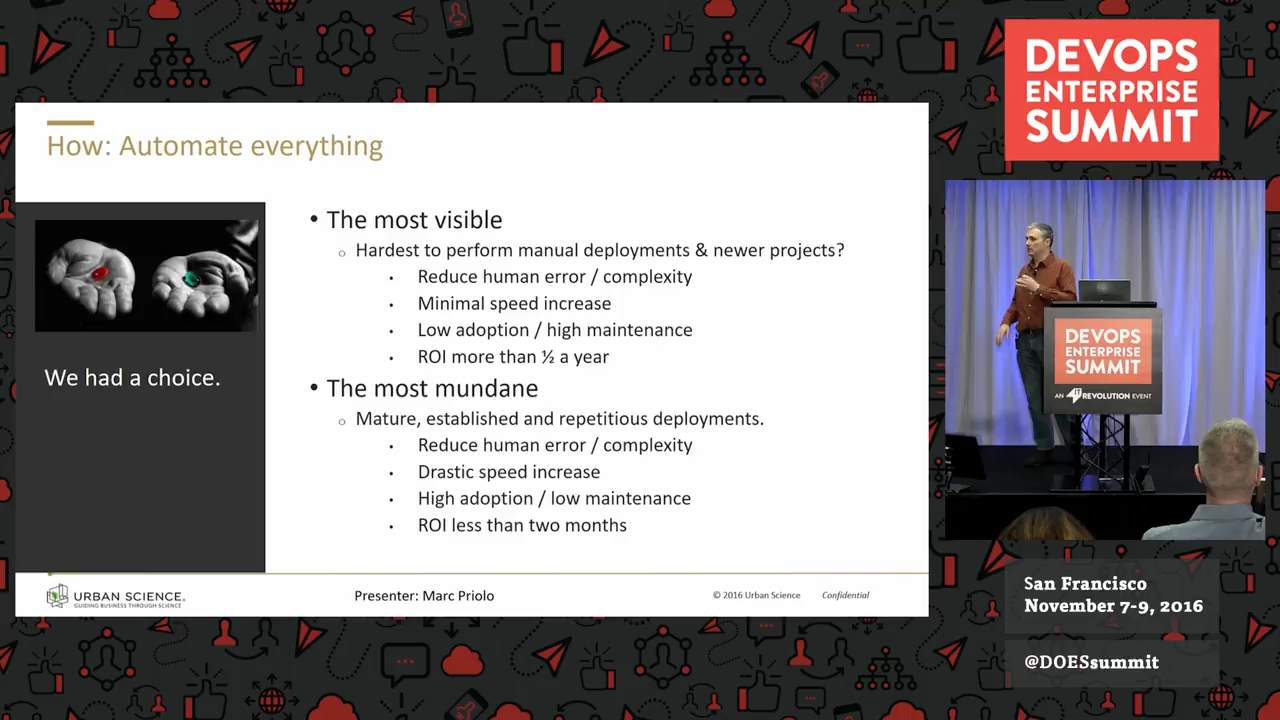 How: Automate everything
We had a choice.
• The most visible
o Hardest to perform manual deployments & newer projects?
• Reduce human error / complexity
• Minimal speed increase
• Low adoption / high maintenance
• ROI more than ½ a year
• The most mundane
o Mature, established and repetitious deployments.
• Reduce human error / complexity
• Drastic speed increase
• High adoption / low maintenance
• ROI less than two months
URBAN SCIENCE.
GUIDING BUSINESS THROUGH SCIENCE
Presenter: Marc Priolo
© 2016 Urban Science
Confidential
DEVOPS
ENTERPRISE
SUMMIT
DEVOPS
ENTERPRISE
SUMMIT
AN IT REVOLUTION EVENT
San Francisco
November 7-9, 2016
@DOESsummit